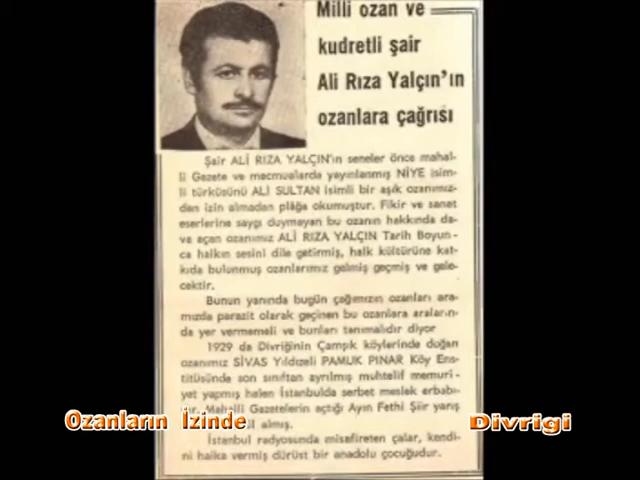 Milli ozan ve
kudretli şair
Ali Rıza Yalçın'ın
ozanlara çağrısı
Şair ALİ RIZA YALÇIN'ın seneler önce mahal-
li Gazete ve mecmualarda yayınlanmış NİYE isim-
li türküsünü ALİ SULTAN isimli bir aşık ozanımız-
dan izin almadan plâğa okumuştur. Fikir ve sanet
eserlerine saygı duymayan bu ozanın hakkında da-
va açan ozanımız ALİ RIZA YALÇIN Tarih Boyun-
ca halkın sesini dile getirmiş, halk kültürüne kat-
kıda bulunmuş ozanlarımız gelmiş geçmiş ve gele-
cektir.
Bunun yanında bugün çağımızın ozanları ara-
mızda parazit olarak geçinen bu ozanlara araların-
da yer vermemeli ve bunları tanımalıdır diyor
1929 da Divriğinin Çamşık köylerinde doğan
ozanımız SİVAS Yıldızeli PAMUK PINAR Köy Ens-
titüsünde son sınıftan ayrılmış muhtelif memuri-
yet yapmış halen İstanbulda serbet meslek erbabı-
Mahalli Gazetelerin açtığı Ayın Fethi Şiir yarış
almış.
İstanbul radyosunda misafireten çalar, kendi-
ni halka vermiş dürüst bir anadolu çocuğudur.
Ozanların İzinde
Divrigi